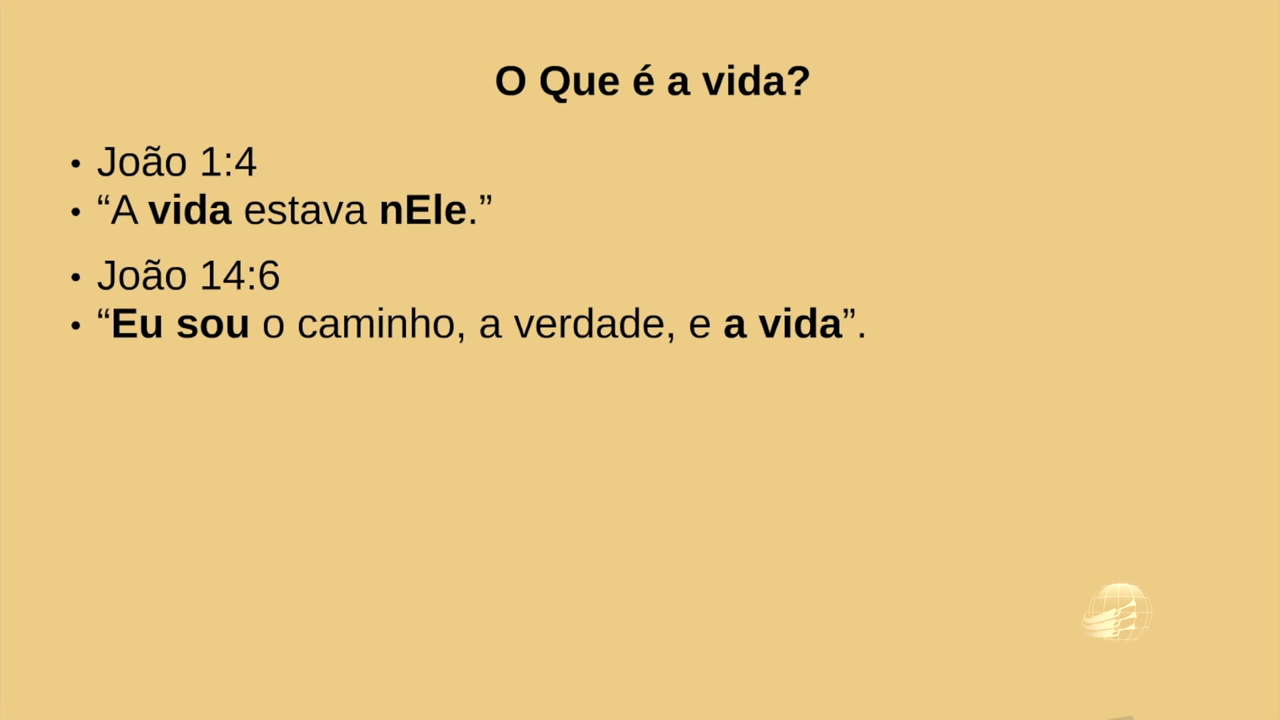 O Que é a vida?
• João 1:4
• “A vida estava nEle.”
• João 14:6
• “Eu sou o caminho, a verdade, e a vida”.